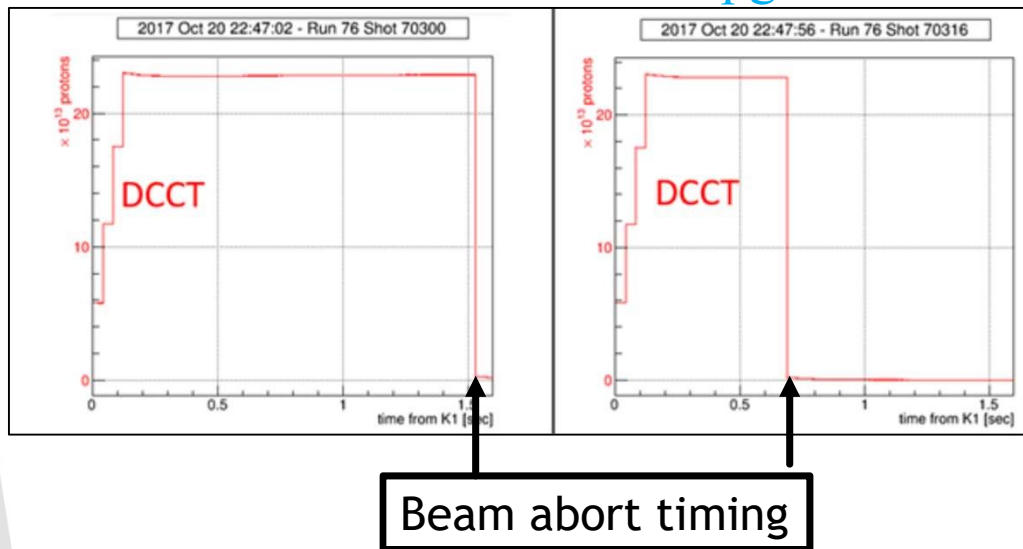 2017 Oct 20 22:47:02 - Run 76 Shot 70300
× 10¹³ protons
20
10
0
DCCT
0 0.5 1 1.5
time from K1 [sec]
2017 Oct 20 22:47:56 - Run 76 Shot 70316
× 10¹³ protons
20
10
0
DCCT
0 0.5 1 1.5
time from K1 [sec]
Beam abort timing